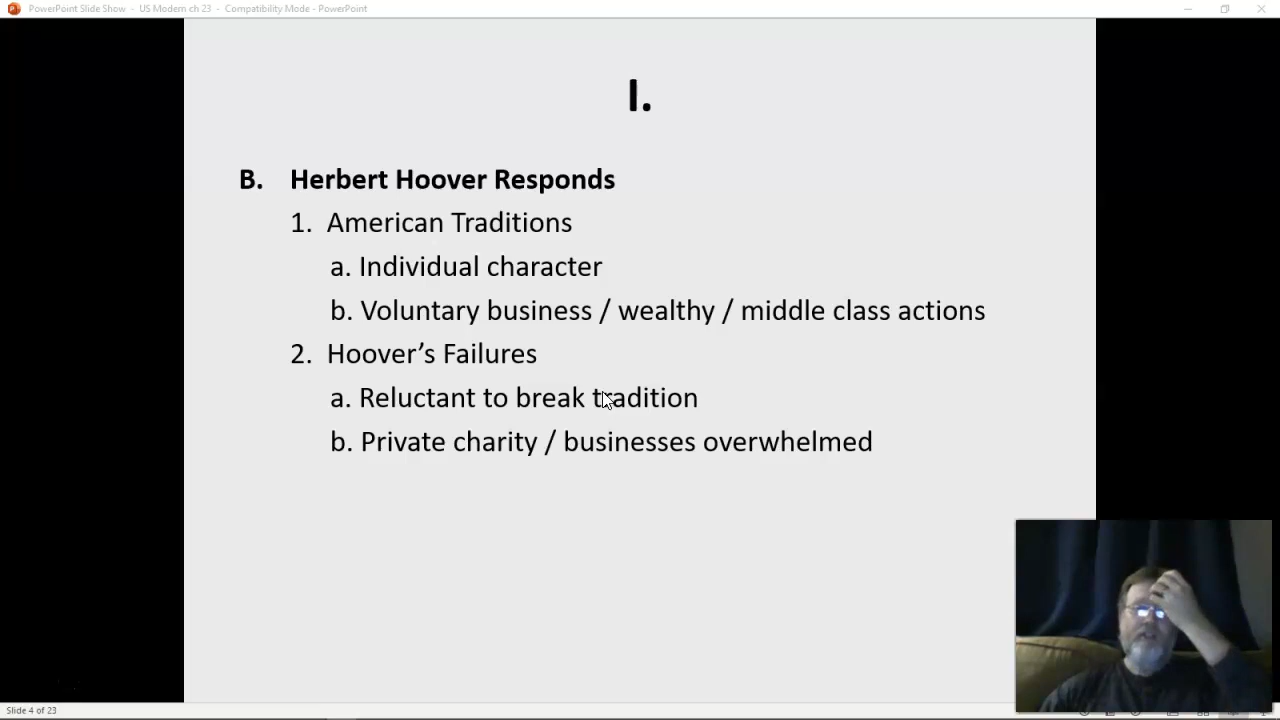 PowerPoint Slide Show - US Modern ch 23 - Compatibility Mode - PowerPoint
I.
B. Herbert Hoover Responds
1. American Traditions
a. Individual character
b. Voluntary business / wealthy / middle class actions
2. Hoover’s Failures
a. Reluctant to break tradition
b. Private charity / businesses overwhelmed
Slide 4 of 23